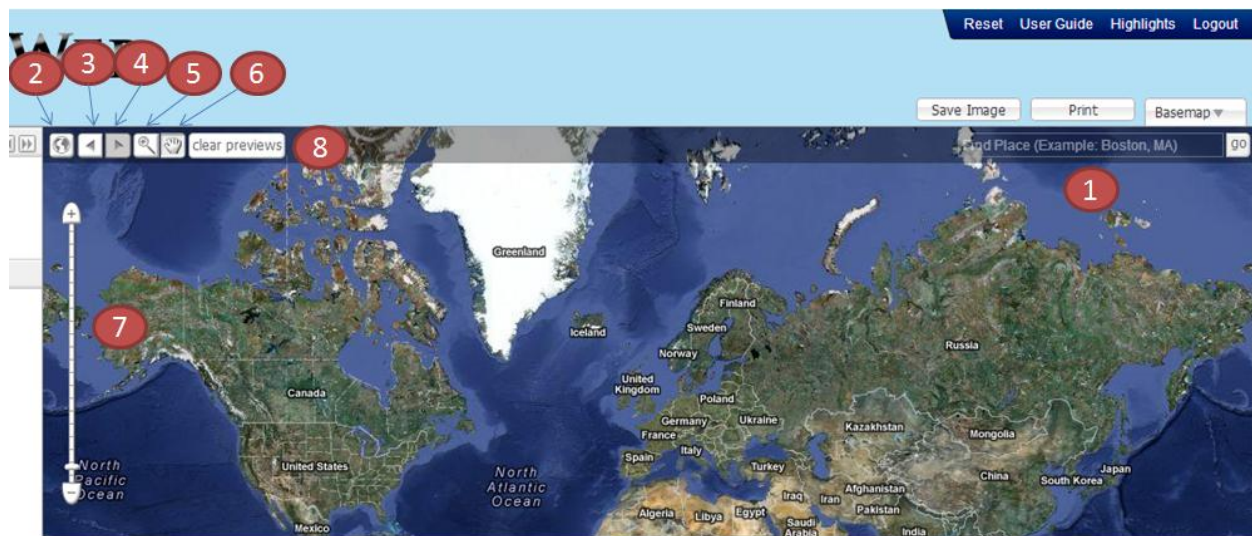 Reset User Guide Highlights Logout
2 3 4 5 6
Save Image Print Basemap
clear previews
8
Find Place (Example: Boston, MA) go
1
+
Greenland
7
Finland
Iceland
Sweden
Norway
Russia
Canada
United
Kingdom
Poland
Germany
Ukraine
France
Kazakhstan
Mongolia
Italy
Spain
United States
Turkey
China
Japan
South Korea
North
Pacific
Ocean
North
Atlantic
Ocean
Iraq
Iran
Afghanistan
Pakistan
Algeria
Libya
Egypt
Saudi
Arabia
India
Mexico